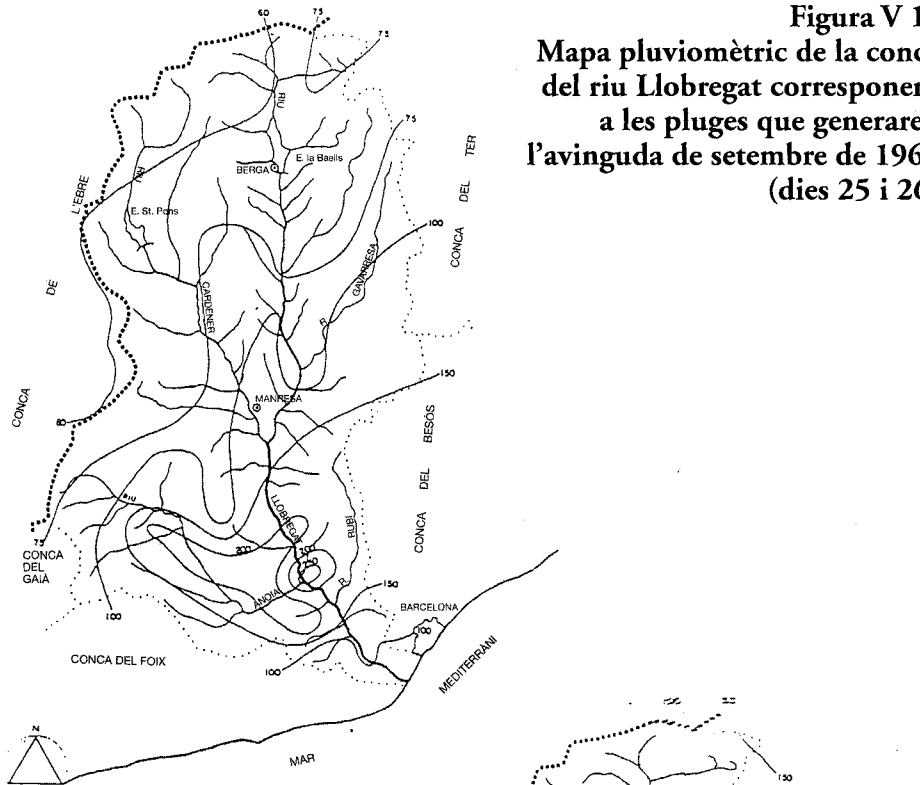 Figura V 1
Mapa pluviomètric de la conc
del riu Llobregat corresponen
a les pluges que generare
l'avinguda de setembre de 196
(dies 25 i 26
60
75
75
75
RIU
E. la Baells
BERGA
RIU
E. St. Pons
L'EBRE
DE
CONCA
CONCA DEL TER
100
GAVARRESA
R.
CARDENER
150
MANRESA
80
CONCA DEL BESÒS
RIU
LLOBREGAT
RUBÍ
R.
75
CONCA
DEL
GAIÀ
200
200
250
ANOIA
150
BARCELONA
100
100
100
CONCA DEL FOIX
MEDITERRANI
MAR
N
150